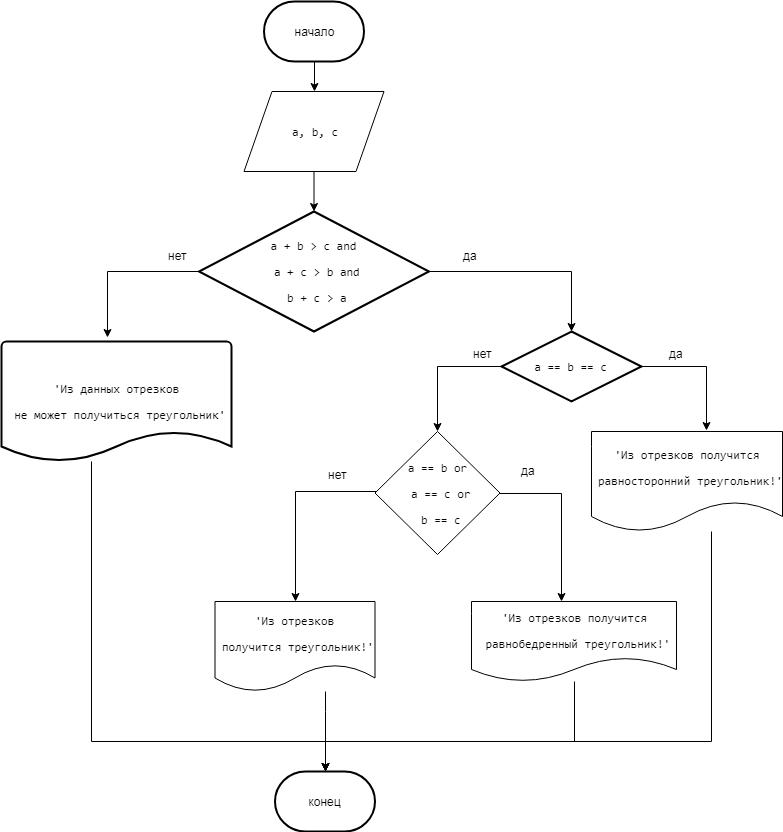 начало
a, b, c
a + b > c and
a + c > b and
b + c > a
нет
да
'Из данных отрезков
не может получиться треугольник'
a == b == c
нет
да
a == b or
a == c or
b == c
нет
да
'Из отрезков получится
равносторонний треугольник!'
'Из отрезков
получится треугольник!'
'Из отрезков получится
равнобедренный треугольник!'
конец